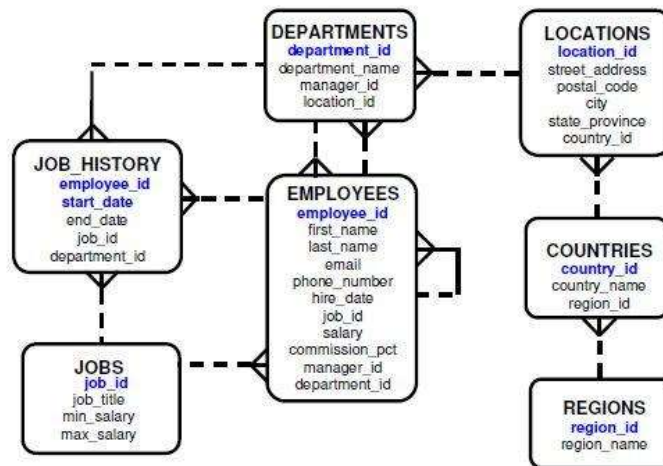 DEPARTMENTS
department_id
department_name
manager_id
location_id
LOCATIONS
location_id
street_address
postal_code
city
state_province
country_id
JOB_HISTORY
employee_id
start_date
end_date
job_id
department_id
EMPLOYEES
employee_id
first_name
last_name
email
phone_number
hire_date
job_id
salary
commission_pct
manager_id
department_id
COUNTRIES
country_id
country_name
region_id
JOBS
job_id
job_title
min_salary
max_salary
REGIONS
region_id
region_name